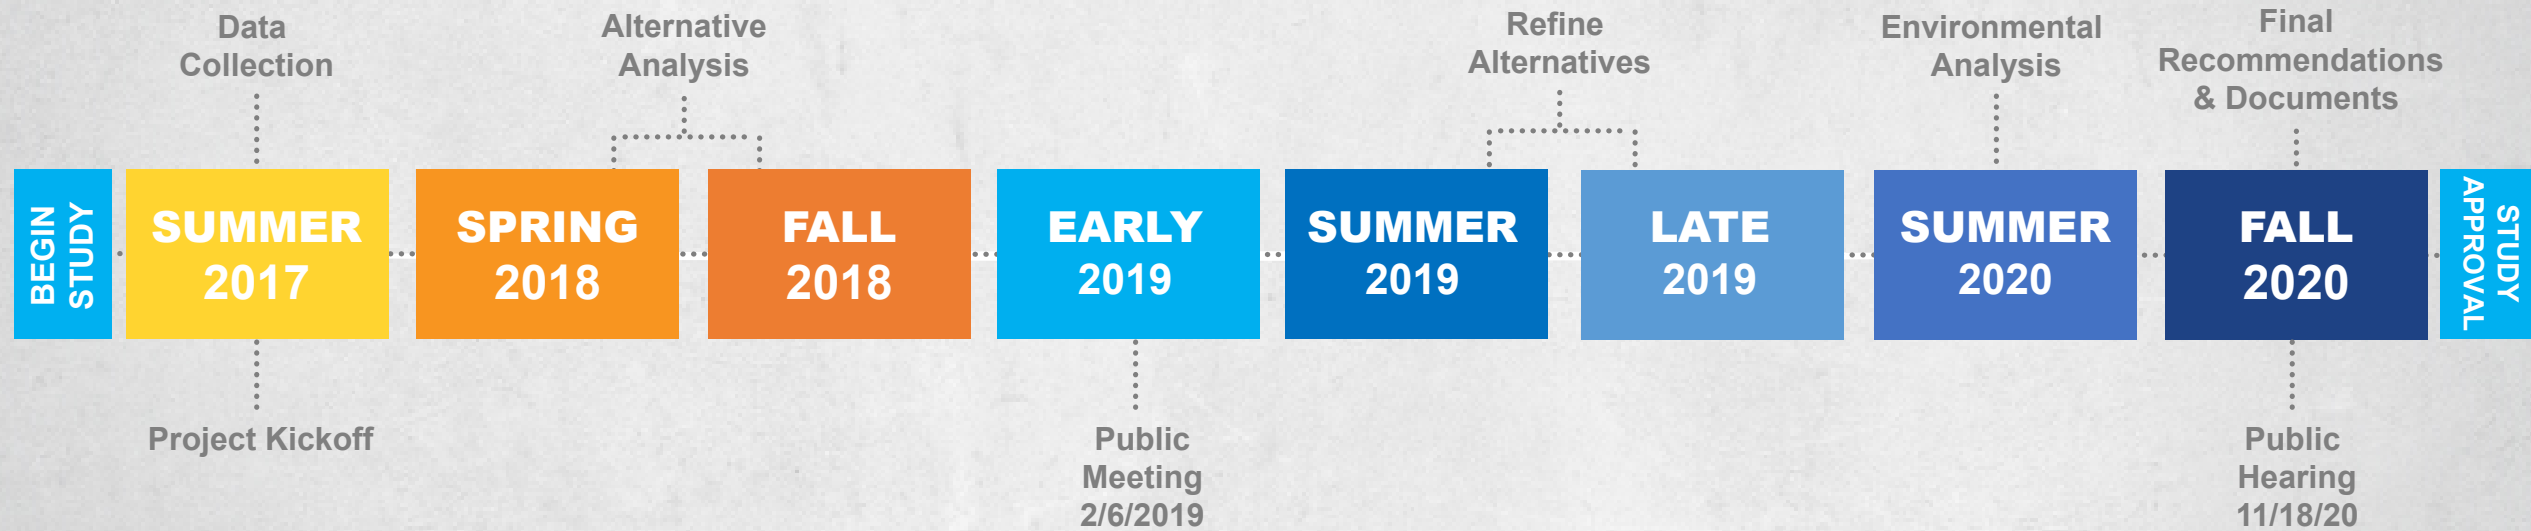 Data
Collection
Alternative
Analysis
Refine
Alternatives
Environmental
Analysis
Final
Recommendations
& Documents
BEGIN
STUDY
SUMMER
2017
SPRING
2018
FALL
2018
EARLY
2019
SUMMER
2019
LATE
2019
SUMMER
2020
FALL
2020
STUDY
APPROVAL
Project Kickoff
Public
Meeting
2/6/2019
Public
Hearing
11/18/20